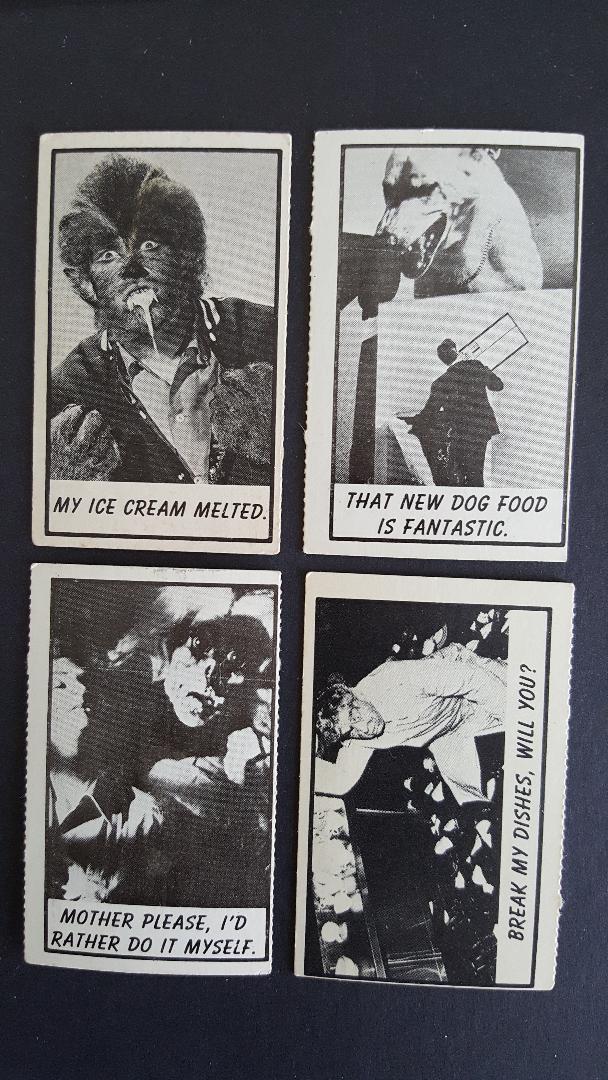 MY ICE CREAM MELTED.
THAT NEW DOG FOOD
IS FANTASTIC.
MOTHER PLEASE, I'D
RATHER DO IT MYSELF.
BREAK MY DISHES, WILL YOU?